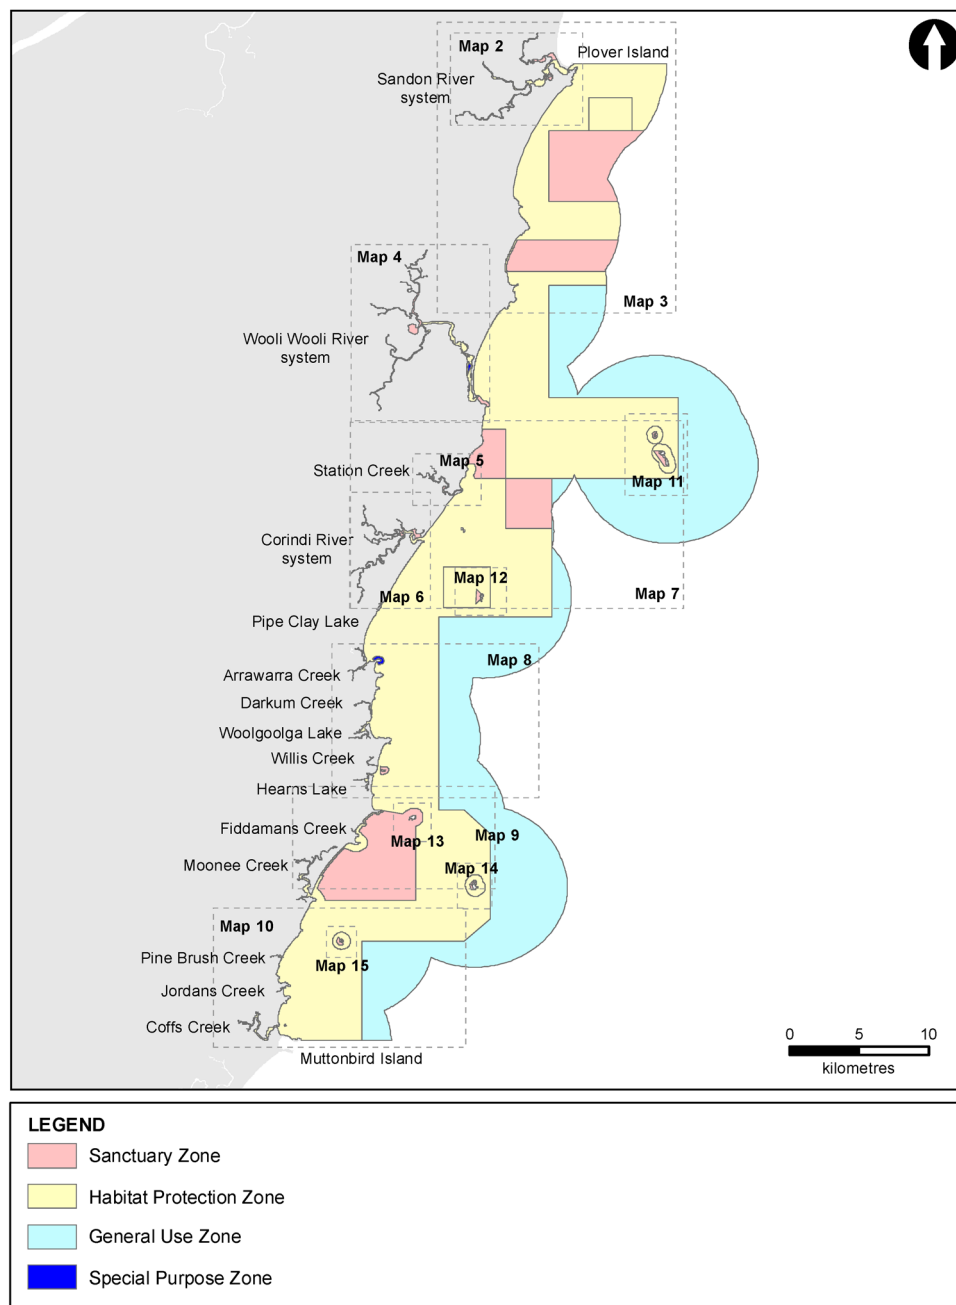 Map 2
Plover Island
Sandon River
system
Map 4
Map 3
Wooli Wooli River
system
Map 5
Station Creek
Map 11
Corindi River
system
Map 12
Map 6
Map 7
Pipe Clay Lake
Map 8
Arrawarra Creek
Darkum Creek
Woolgoolga Lake
Willis Creek
Hearns Lake
Fiddamans Creek
Map 13
Map 9
Moonee Creek
Map 14
Map 10
Pine Brush Creek
Map 15
Jordans Creek
Coffs Creek
Muttonbird Island
0 5 10
kilometres
LEGEND
Sanctuary Zone
Habitat Protection Zone
General Use Zone
Special Purpose Zone